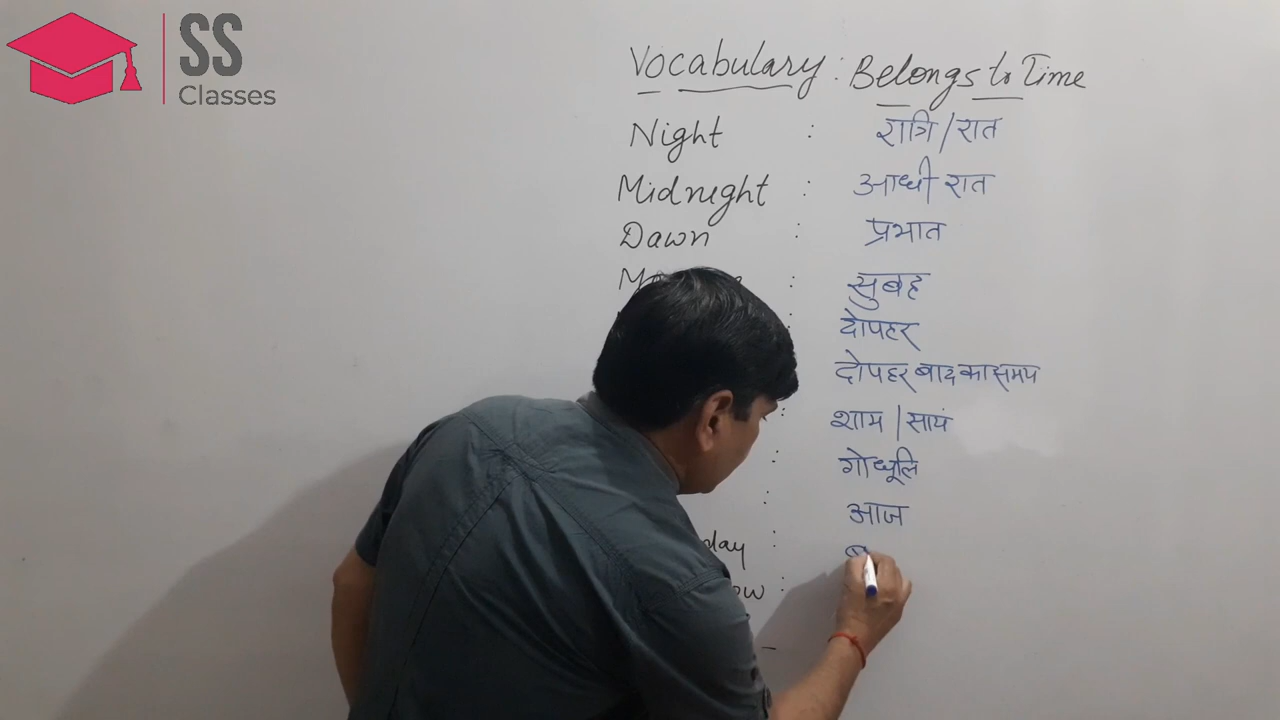 SS
Classes
Vocabulary : Belongs to Time
Night : रात्रि / रात
Midnight : आधी रात
Dawn : प्रभात
: सुबह
दोपहर
दोपहर बाद का समय
: शाम / सायं
: गोधूलि
: आज
day :
ow :